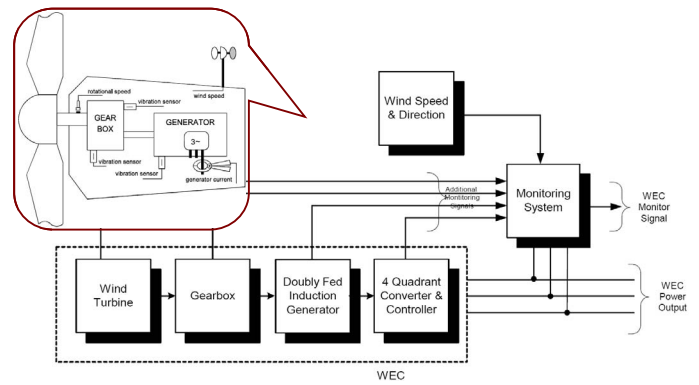 rotational speed
vibration sensor
wind speed
GEAR
BOX
GENERATOR
3~
vibration sensor
vibration sensor
generator current
Wind Speed
& Direction
Additional
Montitoring
Signals
Monitoring
System
WEC
Monitor
Signal
Wind
Turbine
Gearbox
Doubly Fed
Induction
Generator
4 Quadrant
Converter &
Controller
WEC
Power
Output
WEC